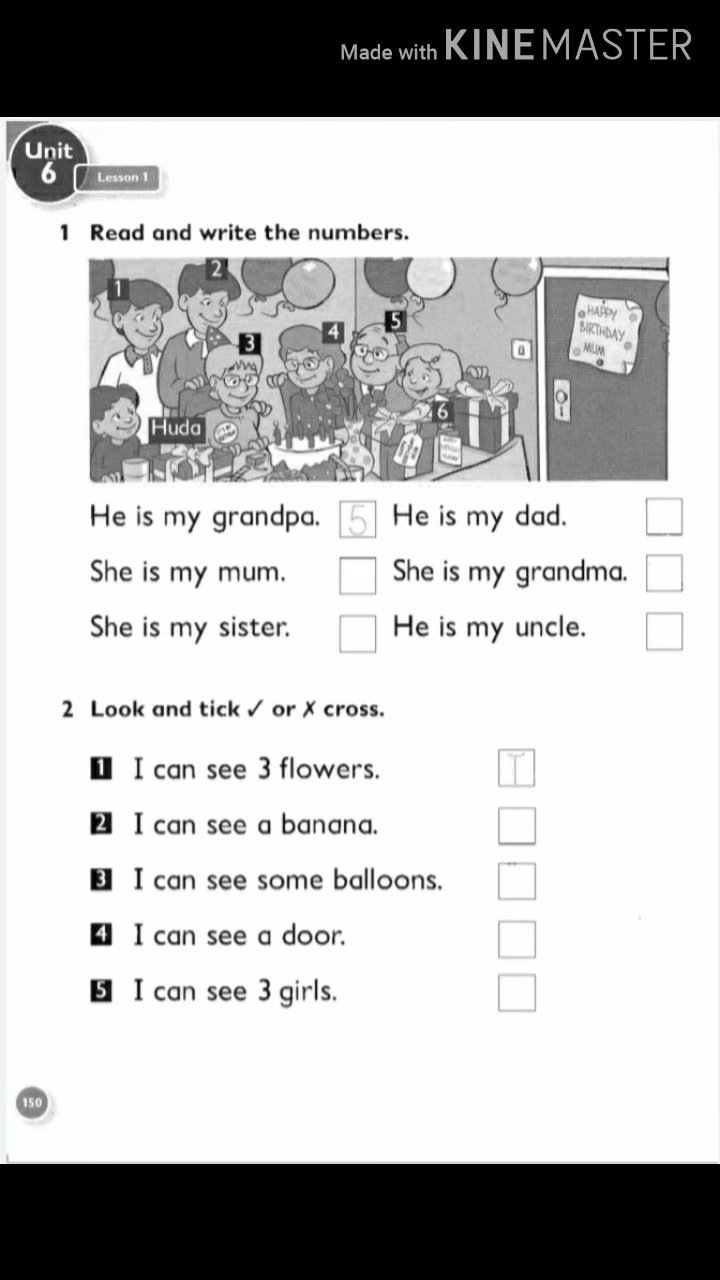 Made with KINEMASTER
Unit
6
Lesson 1
1 Read and write the numbers.
1
2
3
4
5
6
Huda
HAPPY
BIRTHDAY
MUM
He is my grandpa. 5 He is my dad.
She is my mum. She is my grandma.
She is my sister. He is my uncle.
2 Look and tick ✓ or ✗ cross.
1 I can see 3 flowers. T
2 I can see a banana.
3 I can see some balloons.
4 I can see a door.
5 I can see 3 girls.
150